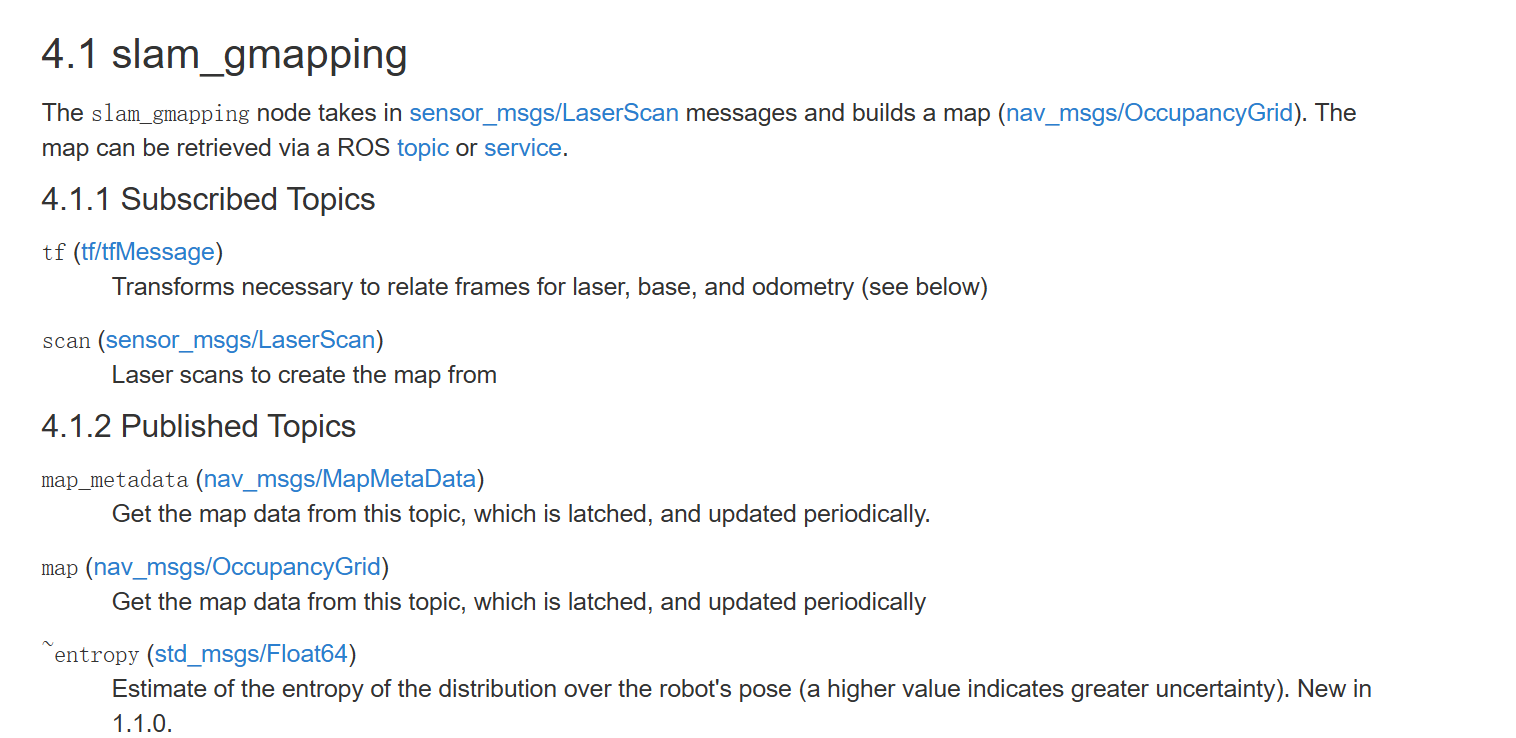 4.1 slam_gmapping
The slam_gmapping node takes in sensor_msgs/LaserScan messages and builds a map (nav_msgs/OccupancyGrid). The
map can be retrieved via a ROS topic or service.
4.1.1 Subscribed Topics
tf (tf/tfMessage)
Transforms necessary to relate frames for laser, base, and odometry (see below)
scan (sensor_msgs/LaserScan)
Laser scans to create the map from
4.1.2 Published Topics
map_metadata (nav_msgs/MapMetaData)
Get the map data from this topic, which is latched, and updated periodically.
map (nav_msgs/OccupancyGrid)
Get the map data from this topic, which is latched, and updated periodically
~entropy (std_msgs/Float64)
Estimate of the entropy of the distribution over the robot's pose (a higher value indicates greater uncertainty). New in
1.1.0.